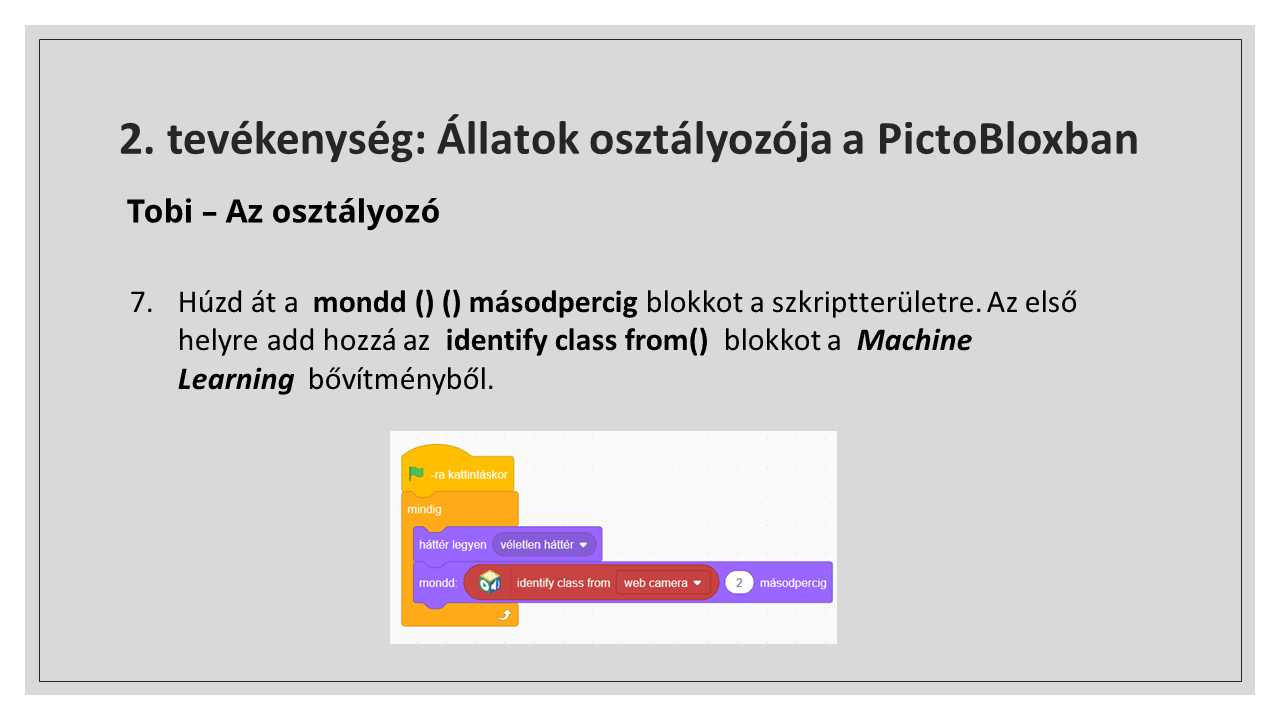 2. tevékenység: Állatok osztályozója a PictoBloxban
Tobi – Az osztályozó
7. Húzd át a mondd () () másodpercig blokkot a szkriptterületre. Az első
helyre add hozzá az identify class from() blokkot a Machine
Learning bővítményből.
-ra kattintáskor
mindig
háttér legyen véletlen háttér
mondd: identify class from web camera 2 másodpercig